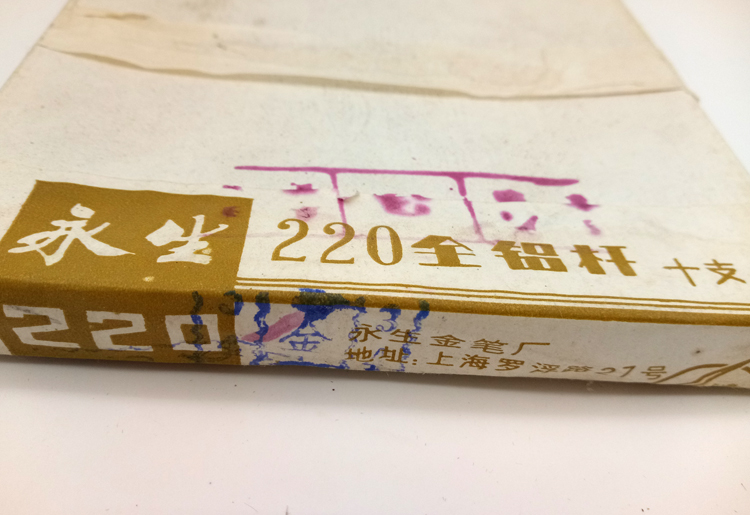 永生
220全铝杆 十支
220
金
永生金笔厂
地址:上海罗浮路21号